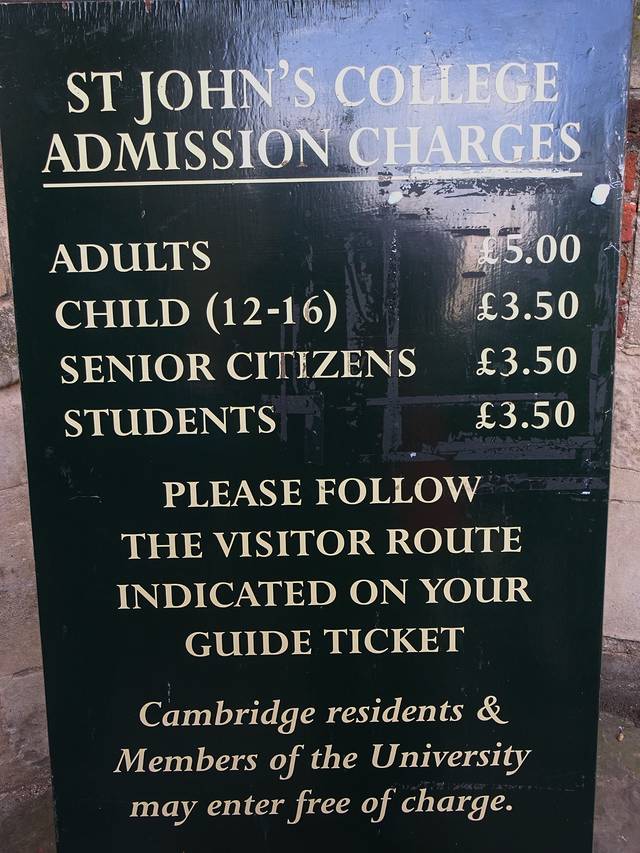 ST JOHN'S COLLEGE
ADMISSION CHARGES
ADULTS £5.00
CHILD (12-16) £3.50
SENIOR CITIZENS £3.50
STUDENTS £3.50
PLEASE FOLLOW
THE VISITOR ROUTE
INDICATED ON YOUR
GUIDE TICKET
Cambridge residents &
Members of the University
may enter free of charge.